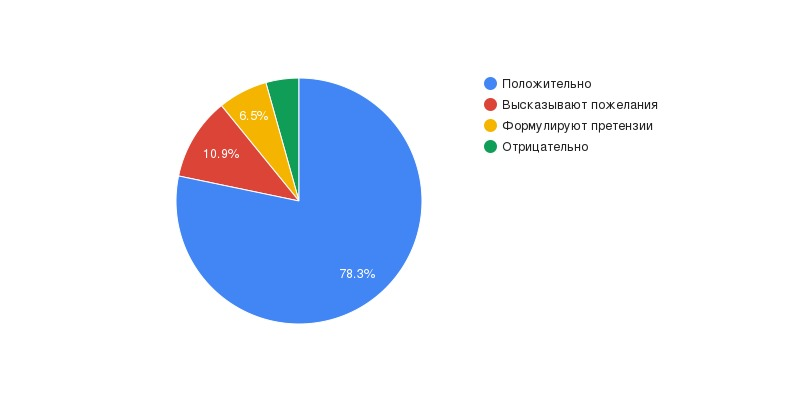 Положительно
Высказывают пожелания
Формулируют претензии
Отрицательно
6.5%
10.9%
78.3%